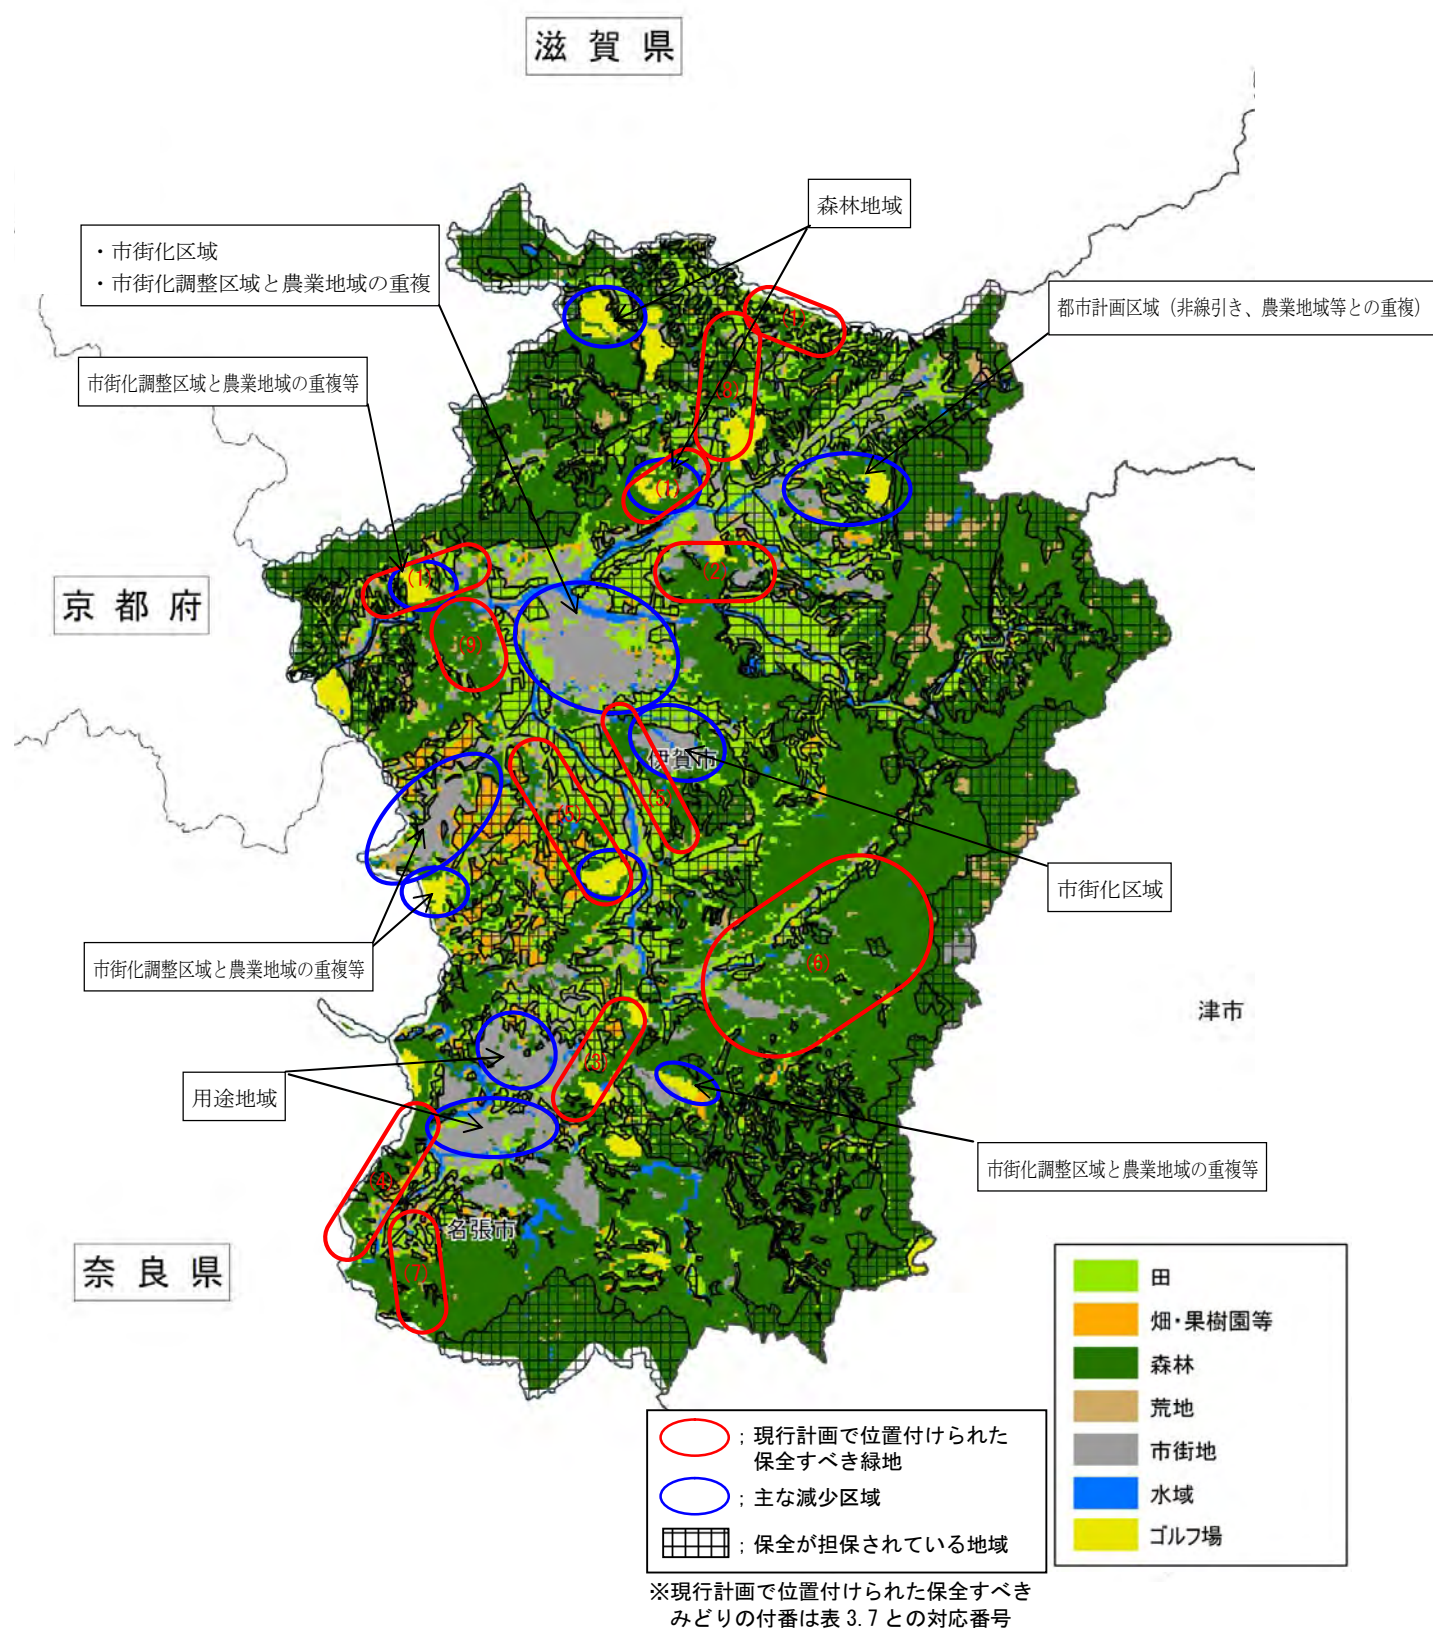 滋 賀 県
森林地域
・市街化区域
・市街化調整区域と農業地域の重複
都市計画区域（非線引き、農業地域等との重複）
市街化調整区域と農業地域の重複等
(1)
(8)
(1)
(1)
(2)
京 都 府
(9)
伊賀市
(5)
(5)
市街化区域
市街化調整区域と農業地域の重複等
(6)
津市
(3)
用途地域
市街化調整区域と農業地域の重複等
(4)
名張市
(7)
奈 良 県
田
畑・果樹園等
森林
荒地
市街地
水域
ゴルフ場
；現行計画で位置付けられた
保全すべき緑地
；主な減少区域
；保全が担保されている地域
※現行計画で位置付けられた保全すべき
みどりの付番は表 3.7 との対応番号